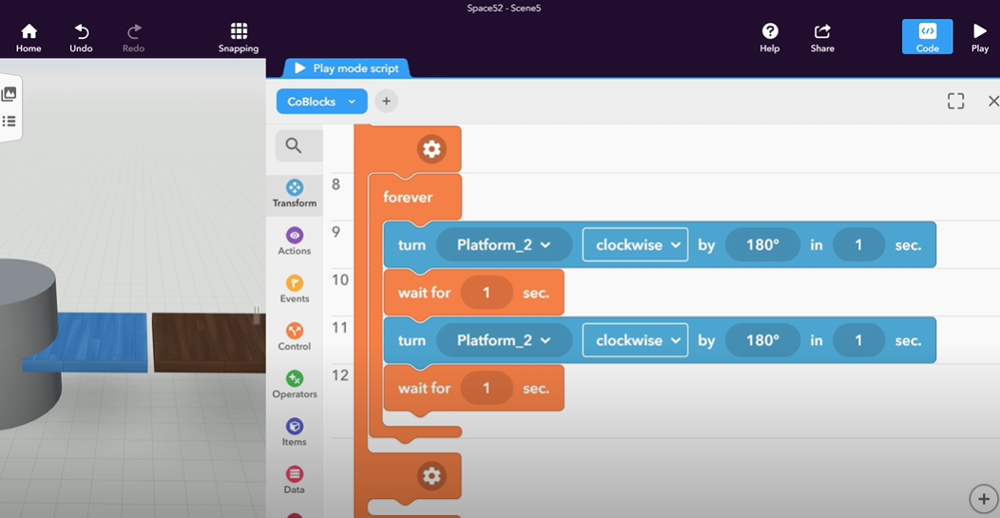 Space52 - Scene5
Home
Undo
Redo
Snapping
Help
Share
Code
Play
Play mode script
CoBlocks
+
Transform
Actions
Events
Control
Operators
Items
Data
8
forever
9
turn Platform_2 clockwise by 180° in 1 sec.
10
wait for 1 sec.
11
turn Platform_2 clockwise by 180° in 1 sec.
12
wait for 1 sec.